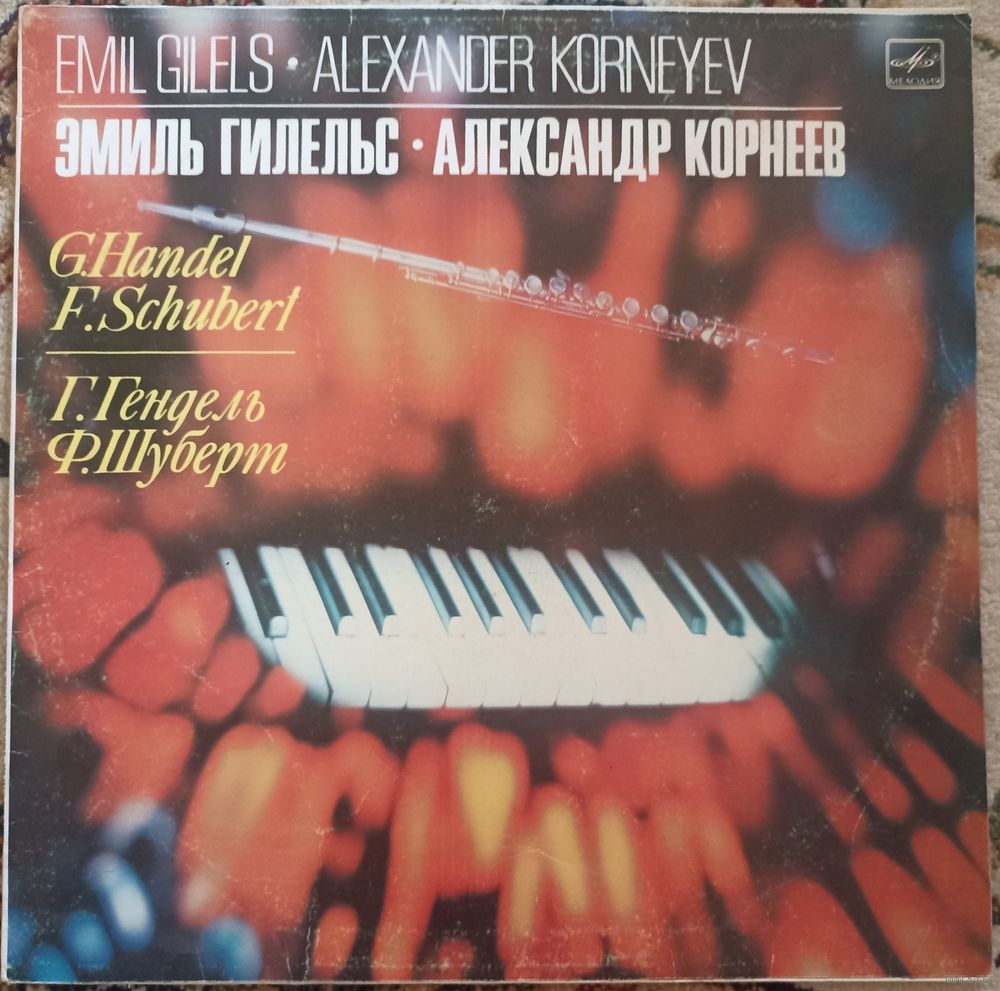 EMIL GILELS · ALEXANDER KORNEYEV
МЕЛОДИЯ
ЭМИЛЬ ГИЛЕЛЬС · АЛЕКСАНДР КОРНЕЕВ
G.Handel
F.Schubert
Г.Гендель
Ф.Шуберт